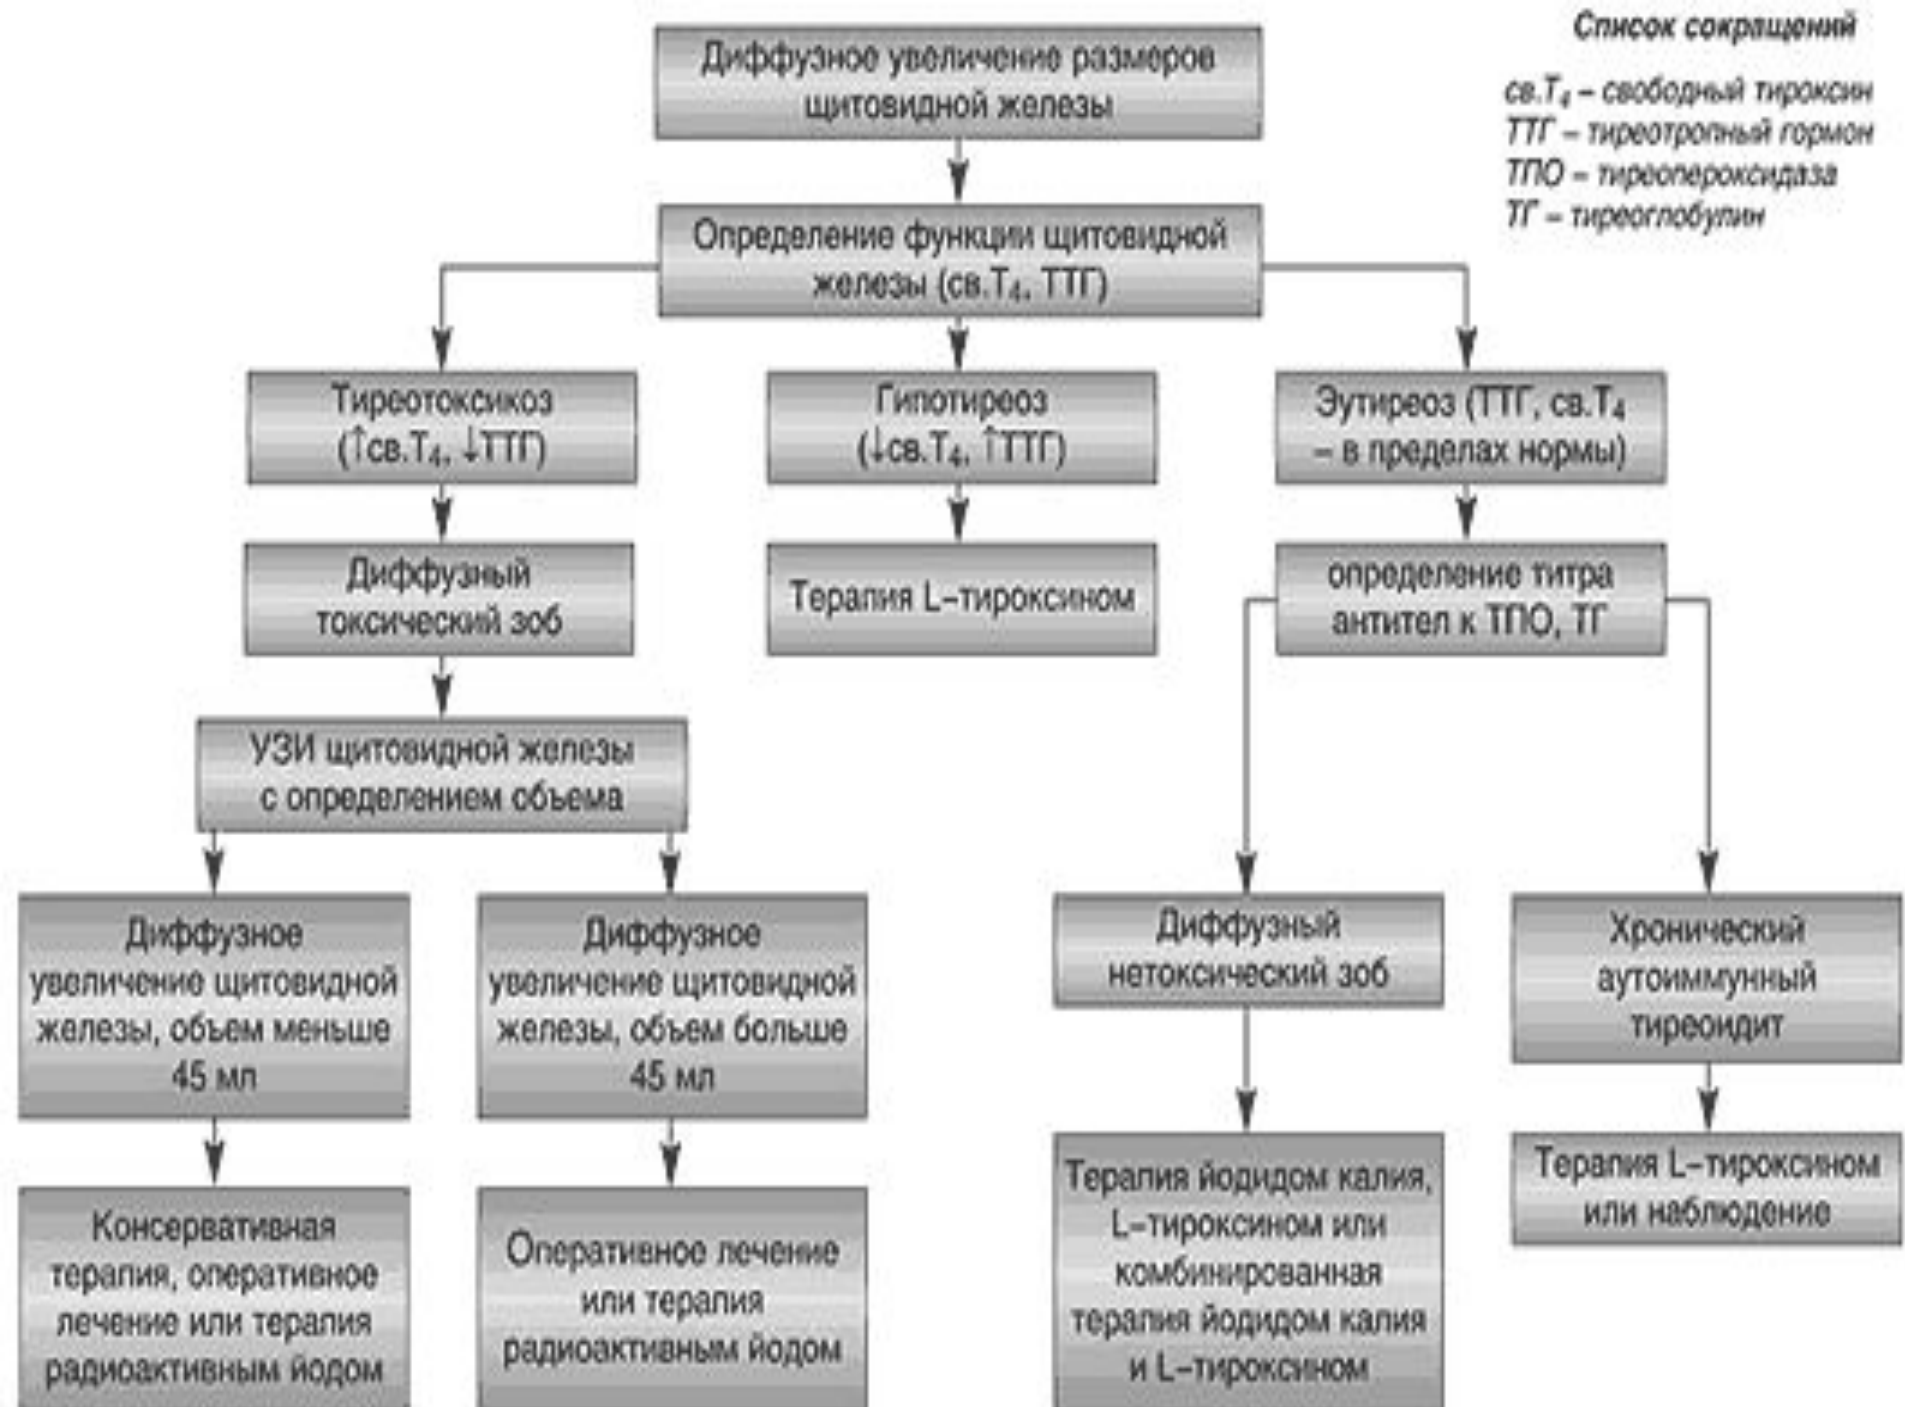 Список сокращений
св.Т₄ – свободный тироксин
ТТГ – тиреотропный гормон
ТПО – тиреопероксидаза
ТГ – тиреоглобулин
Диффузное увеличение размеров
щитовидной железы
Определение функции щитовидной
железы (св.Т₄, ТТГ)
Тиреотоксикоз
(↑св.Т₄, ↓ТТГ)
Гипотиреоз
(↓св.Т₄, ↑ТТГ)
Эутиреоз (ТТГ, св.Т₄
– в пределах нормы)
Диффузный
токсический зоб
Терапия L–тироксином
определение титра
антител к ТПО, ТГ
УЗИ щитовидной железы
с определением объема
Диффузное
увеличение щитовидной
железы, объем меньше
45 мл
Диффузное
увеличение щитовидной
железы, объем больше
45 мл
Диффузный
нетоксический зоб
Хронический
аутоиммунный
тиреоидит
Консервативная
терапия, оперативное
лечение или терапия
радиоактивным йодом
Оперативное лечение
или терапия
радиоактивным йодом
Терапия йодидом калия,
L–тироксином или
комбинированная
терапия йодидом калия
и L–тироксином
Терапия L–тироксином
или наблюдение